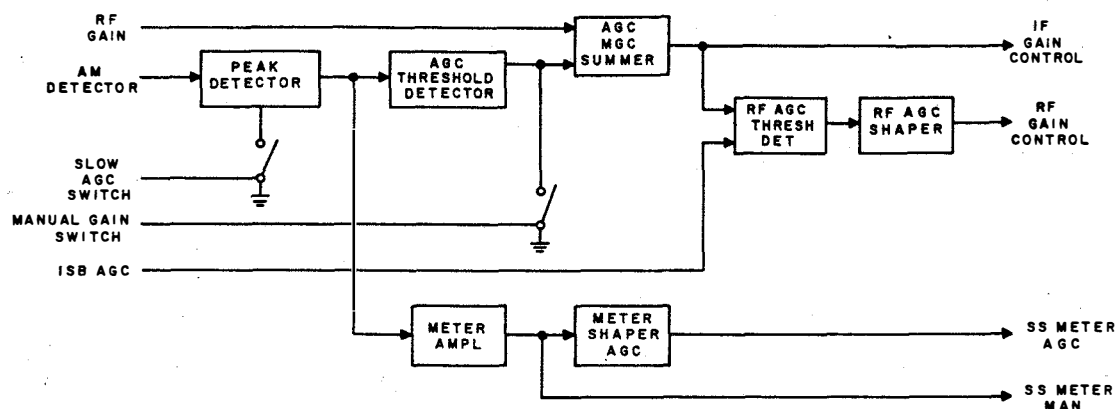 RF
GAIN
AM
DETECTOR
SLOW
AGC
SWITCH
MANUAL GAIN
SWITCH
ISB AGC
PEAK
DETECTOR
AGC
THRESHOLD
DETECTOR
AGC
MGC
SUMMER
RF AGC
THRESH
DET
RF AGC
SHAPER
IF
GAIN
CONTROL
RF
GAIN
CONTROL
METER
AMPL
METER
SHAPER
AGC
SS METER
AGC
SS METER
MAN